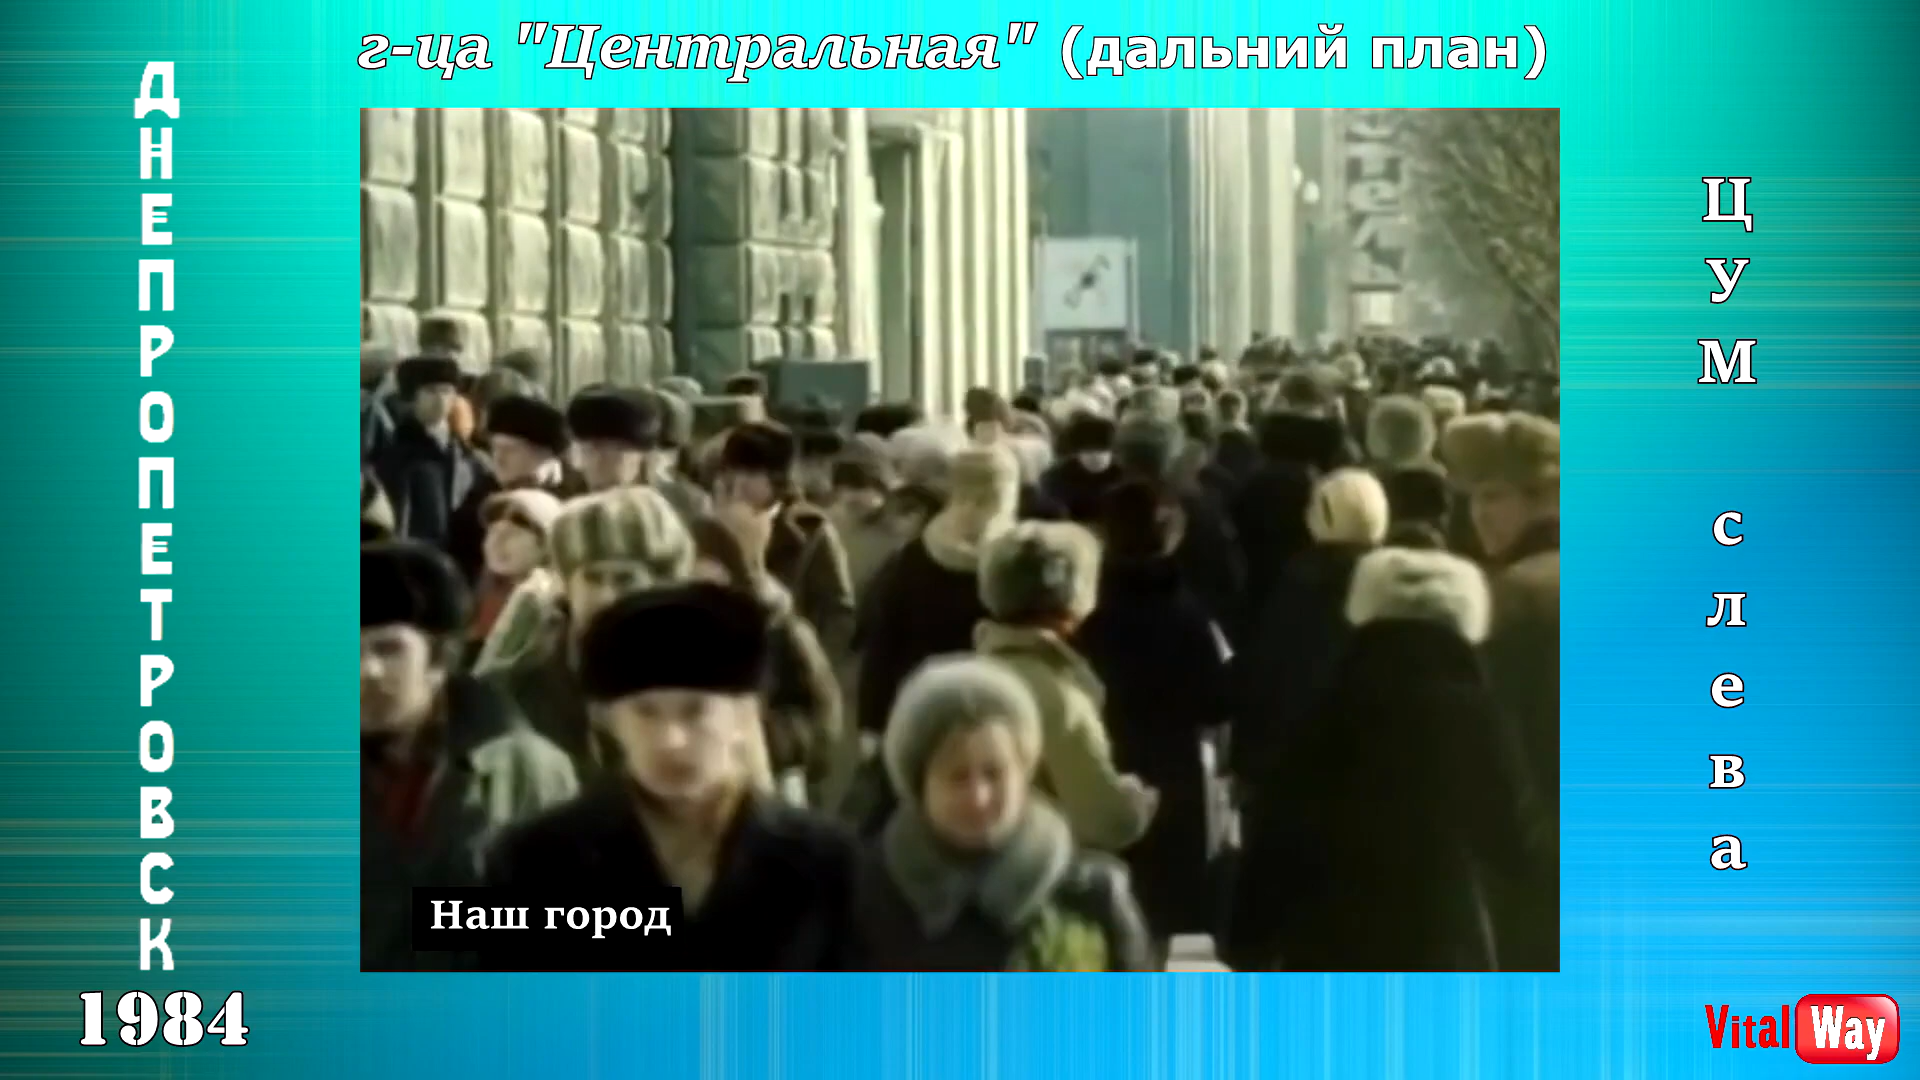 г-ца "Центральная" (дальний план)
ДНЕПРОПЕТРОВСК
1984
ЦУМ слева
Наш город
Vital Way